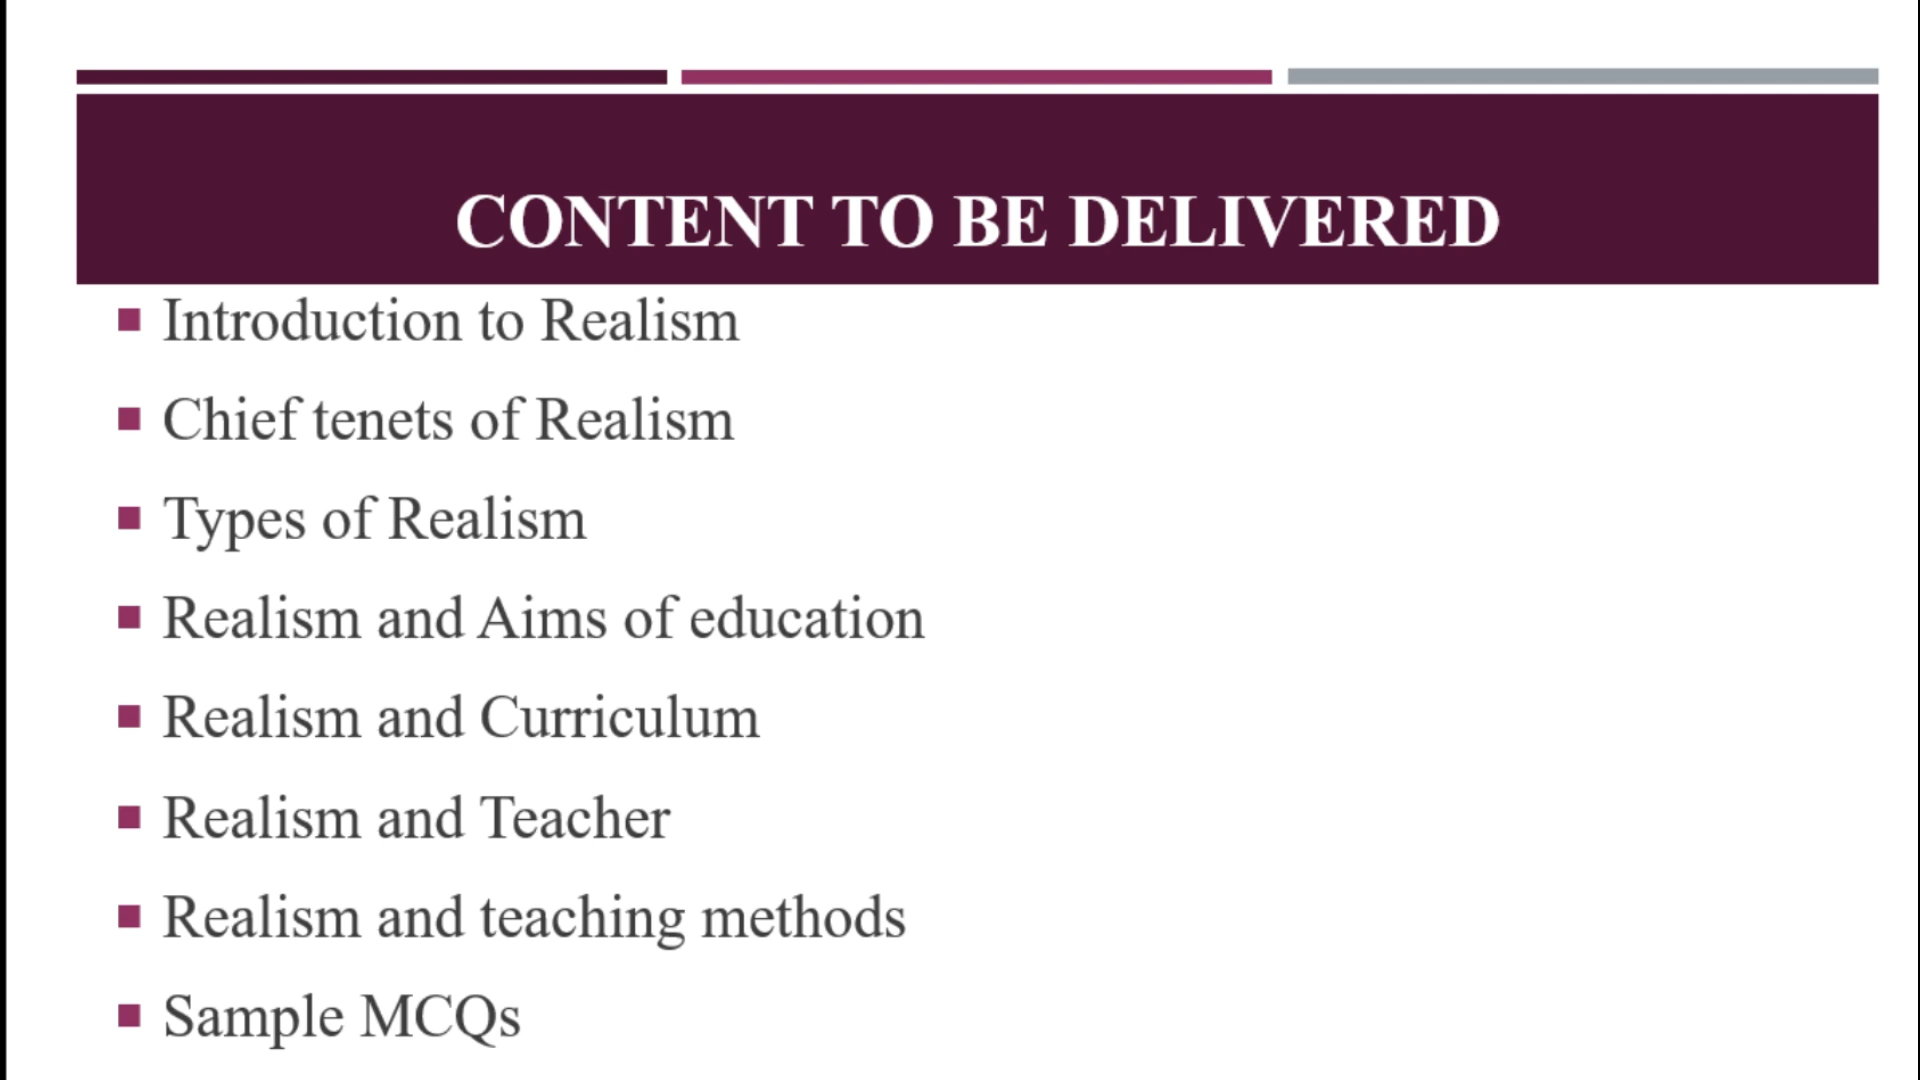 CONTENT TO BE DELIVERED
Introduction to Realism
Chief tenets of Realism
Types of Realism
Realism and Aims of education
Realism and Curriculum
Realism and Teacher
Realism and teaching methods
Sample MCQs